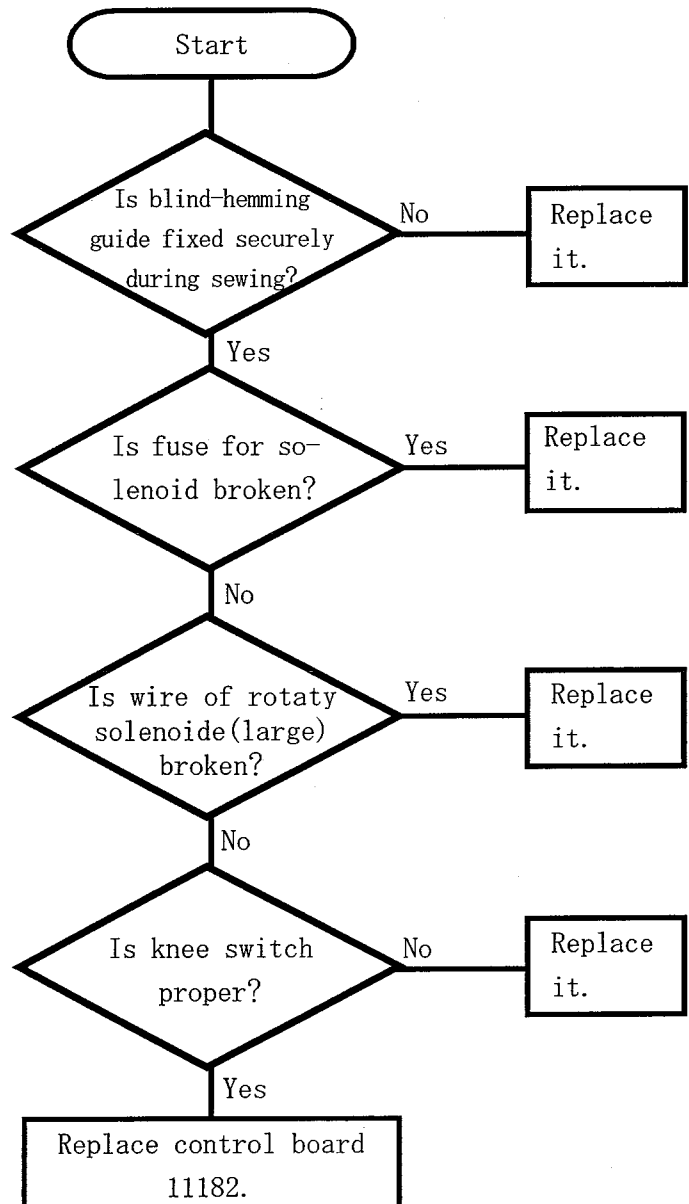 Start
Is blind-hemming
guide fixed securely
during sewing?
No
Replace
it.
Yes
Is fuse for so-
lenoid broken?
Yes
Replace
it.
No
Is wire of rotaty
solenoide(large)
broken?
Yes
Replace
it.
No
Is knee switch
proper?
No
Replace
it.
Yes
Replace control board
11182.